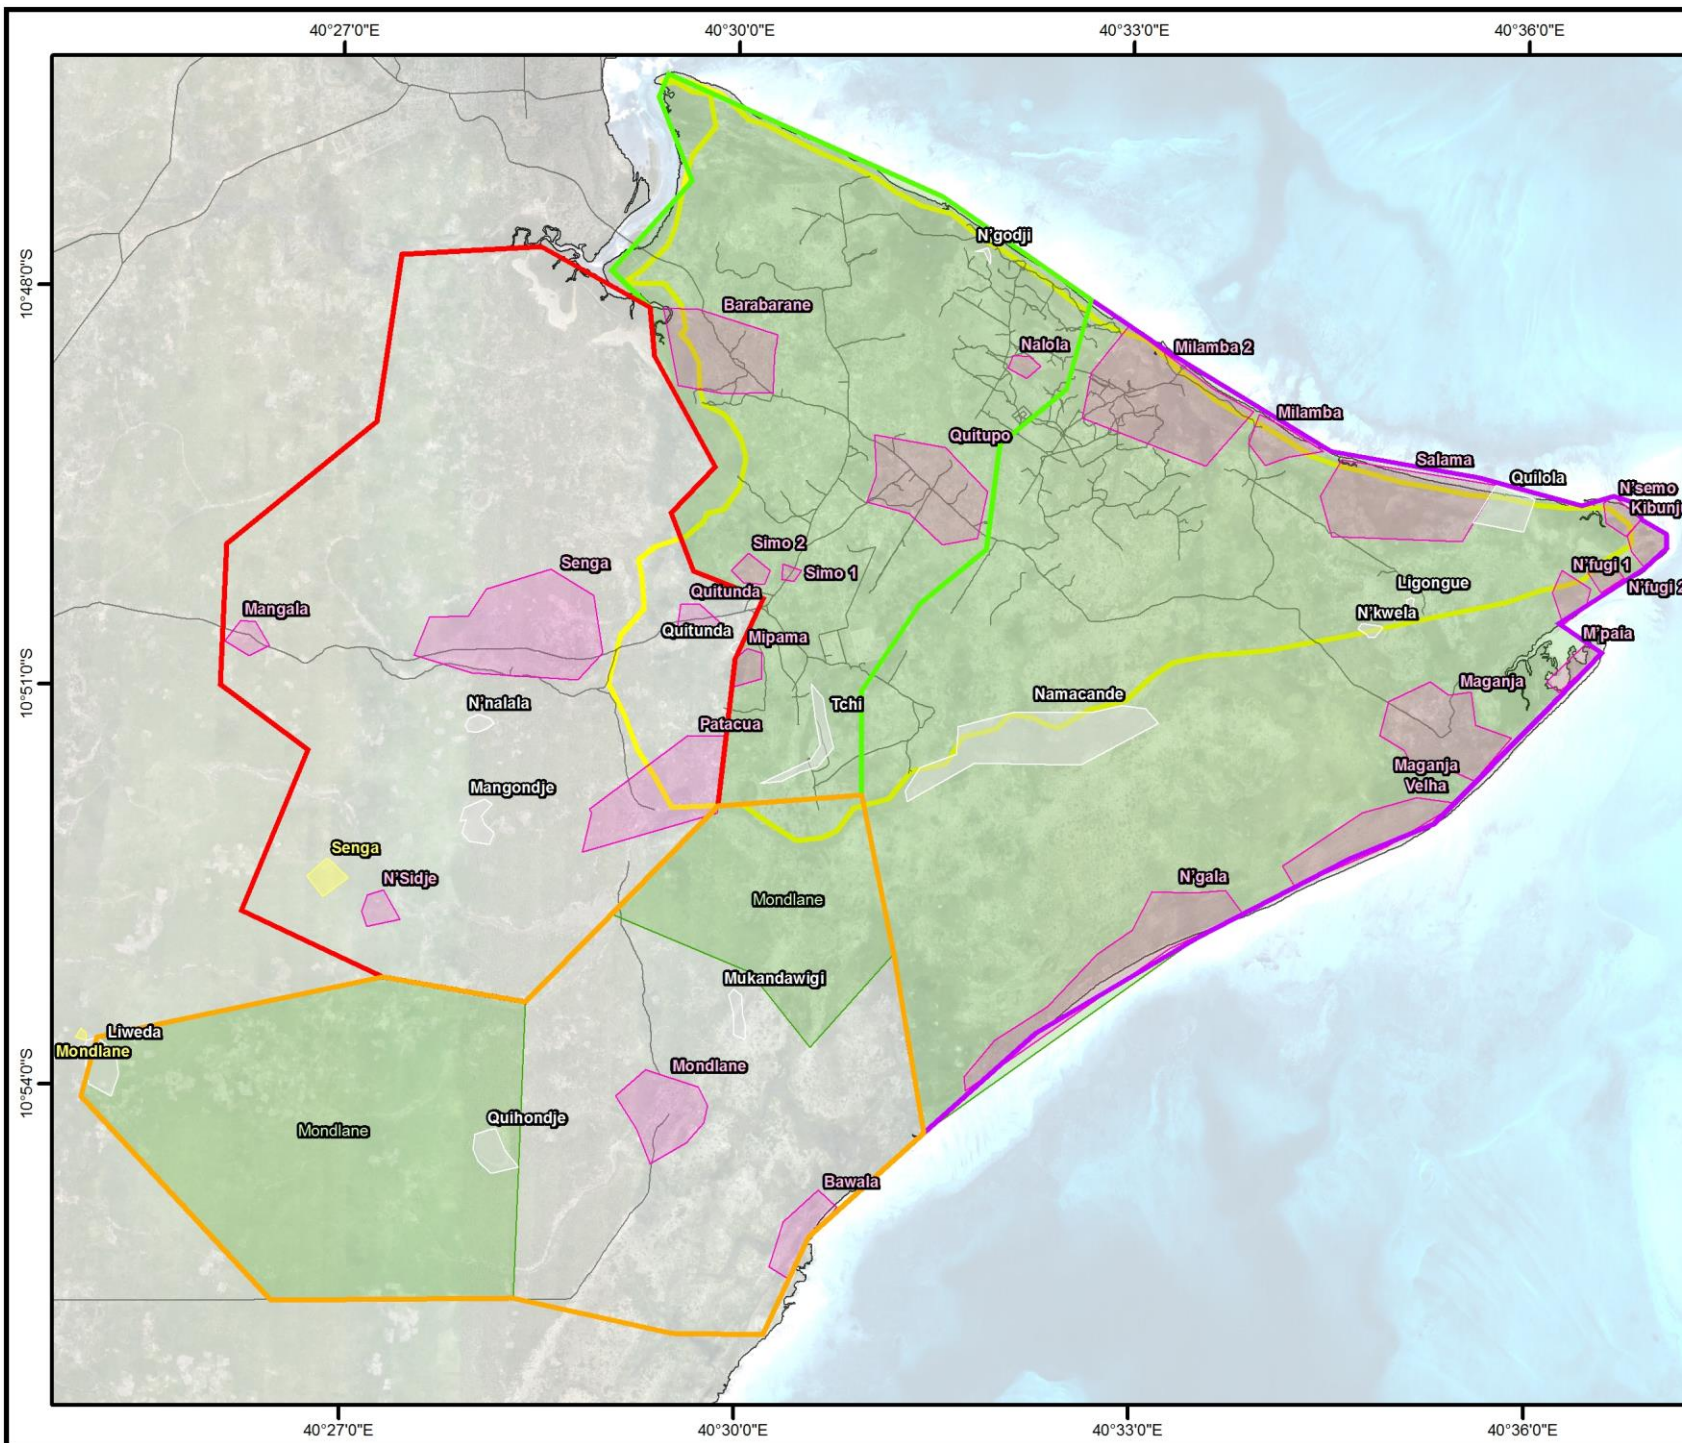 40°27'0"E
40°30'0"E
40°33'0"E
40°36'0"E
N'godji
10°48'0"S
Barabarane
Nalola
Milamba 2
Milamba
Quitupo
Salama
Quilola
N'semo
Kibunj
Simo 2
Simo 1
Senga
N'fugi 1
Ligongue
N'fugi 2
Quitunda
Mangala
N'kwela
Quitunda
Mipama
M'paia
10°51'0"S
Maganja
N'nalala
Tchi
Namacande
Patacua
Maganja
Velha
Mangondje
Senga
N'Sidje
N'gala
Mondlane
Mukandawigi
Liweda
Mondlane
Mondlane
10°54'0"S
Quihondje
Mondlane
Bawala
40°27'0"E
40°30'0"E
40°33'0"E
40°36'0"E